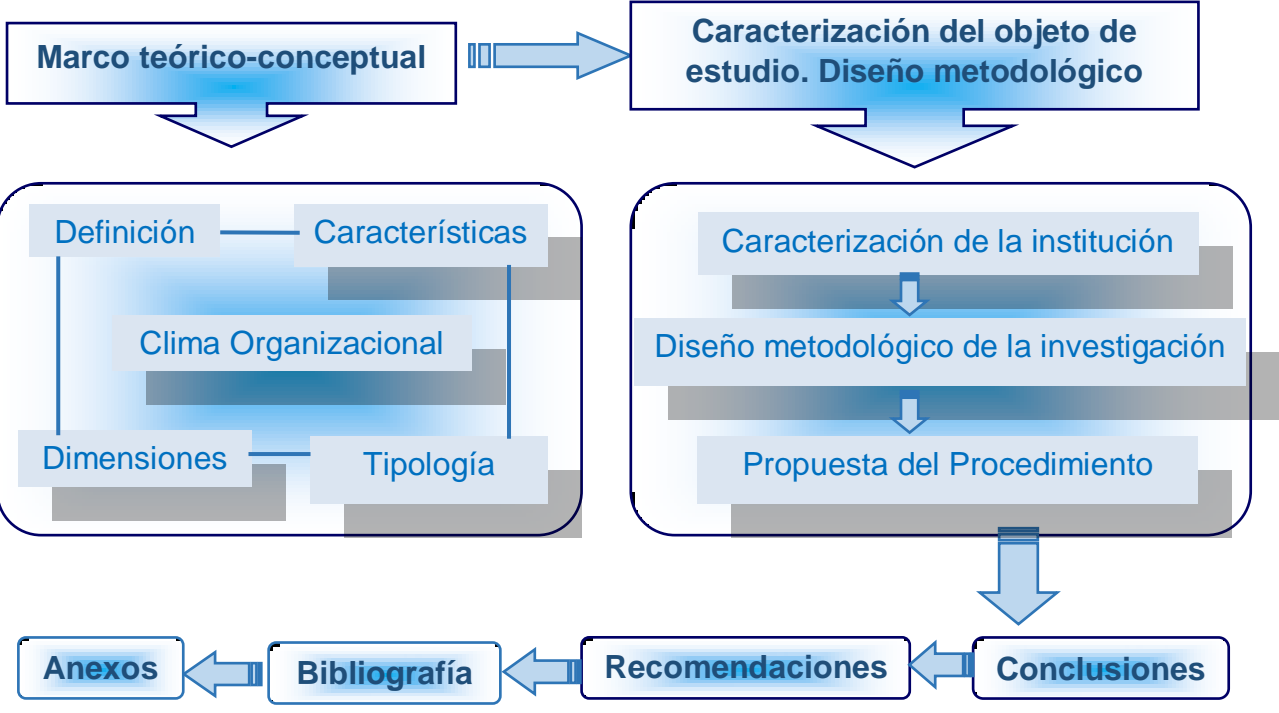 Marco teórico-conceptual
Caracterización del objeto de
estudio. Diseño metodológico
Definición
Características
Clima Organizacional
Dimensiones
Tipología
Caracterización de la institución
Diseño metodológico de la investigación
Propuesta del Procedimiento
Conclusiones
Recomendaciones
Bibliografía
Anexos